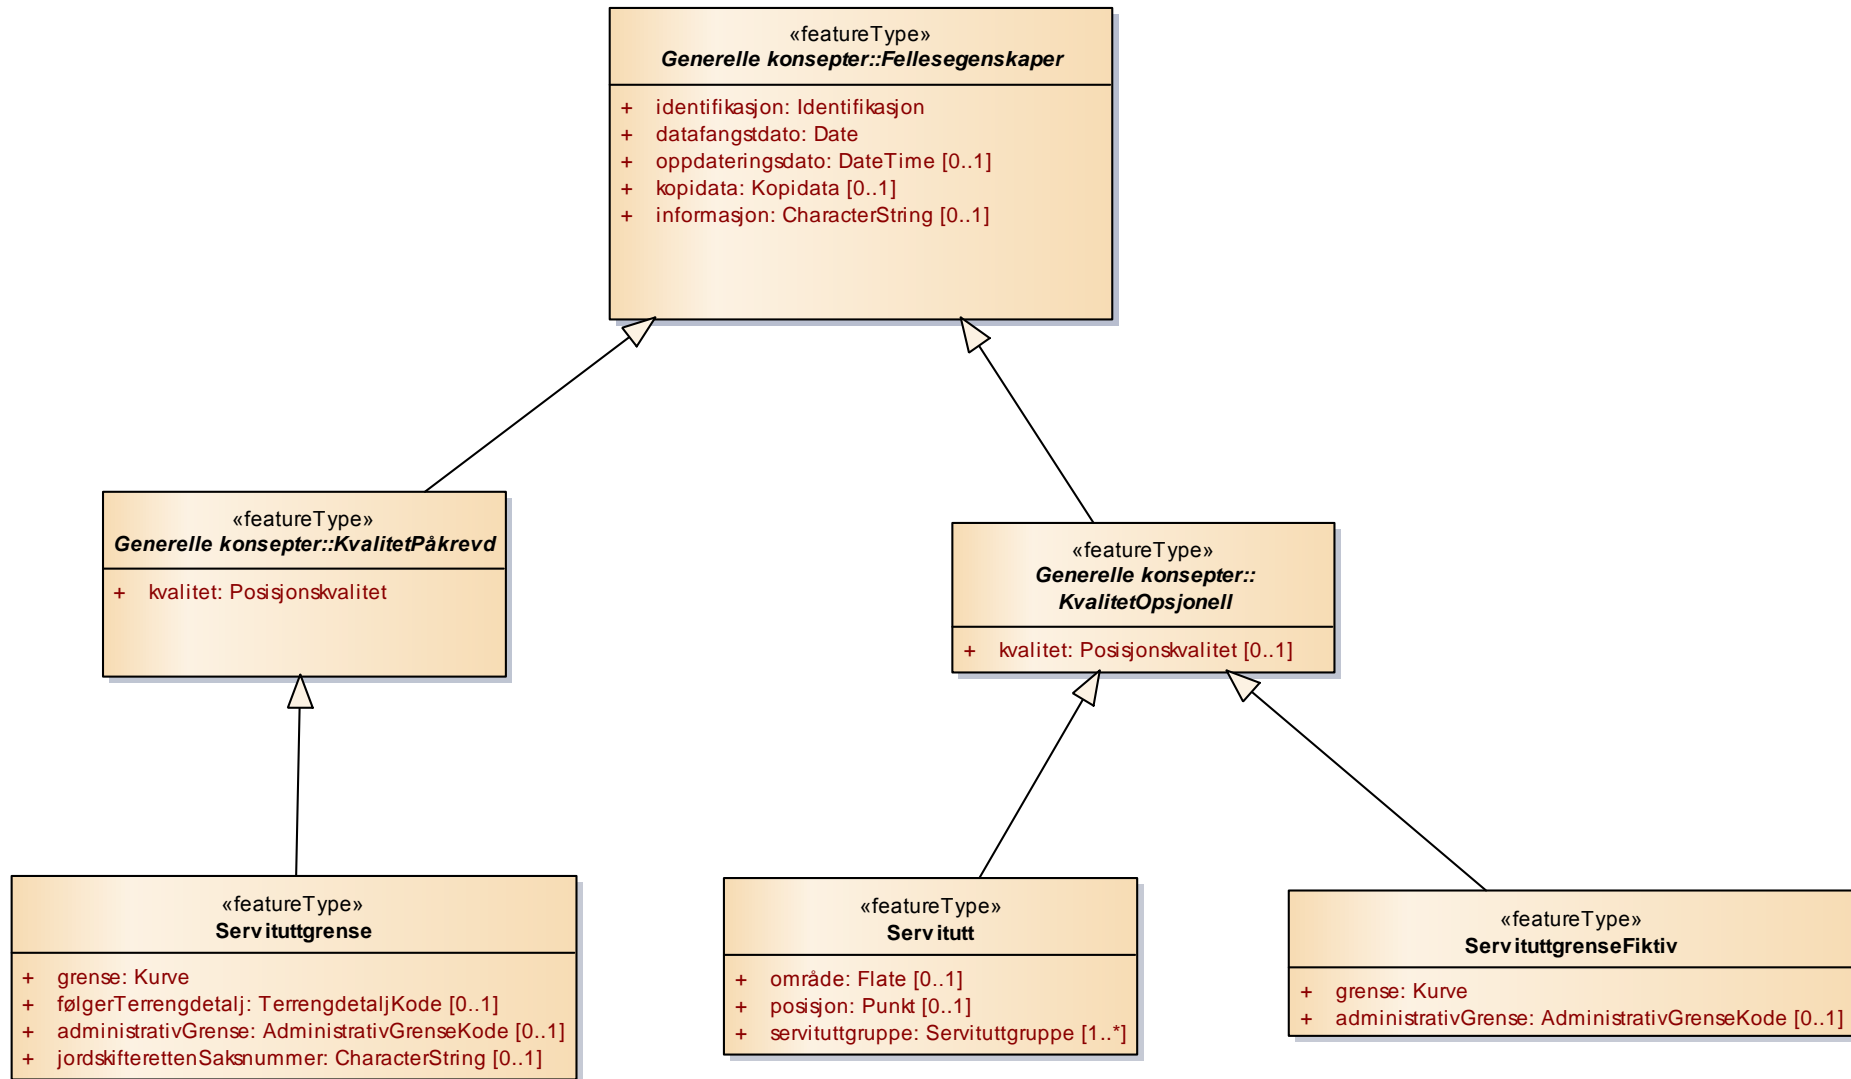 «featureType»
Generelle konsepter::Fellesegenskaper
+ identifikasjon: Identifikasjon
+ datafangstdato: Date
+ oppdateringsdato: DateTime [0..1]
+ kopidata: Kopidata [0..1]
+ informasjon: CharacterString [0..1]
«featureType»
Generelle konsepter::KvalitetPåkrevd
+ kvalitet: Posisjonskvalitet
«featureType»
Generelle konsepter::
KvalitetOpsjonell
+ kvalitet: Posisjonskvalitet [0..1]
«featureType»
Servituttgrense
+ grense: Kurve
+ følgerTerrengdetalj: TerrengdetaljKode [0..1]
+ administrativGrense: AdministrativGrenseKode [0..1]
+ jordskifterettenSaksnummer: CharacterString [0..1]
«featureType»
Servitutt
+ område: Flate [0..1]
+ posisjon: Punkt [0..1]
+ servituttgruppe: Servituttgruppe [1..*]
«featureType»
ServituttgrenseFiktiv
+ grense: Kurve
+ administrativGrense: AdministrativGrenseKode [0..1]